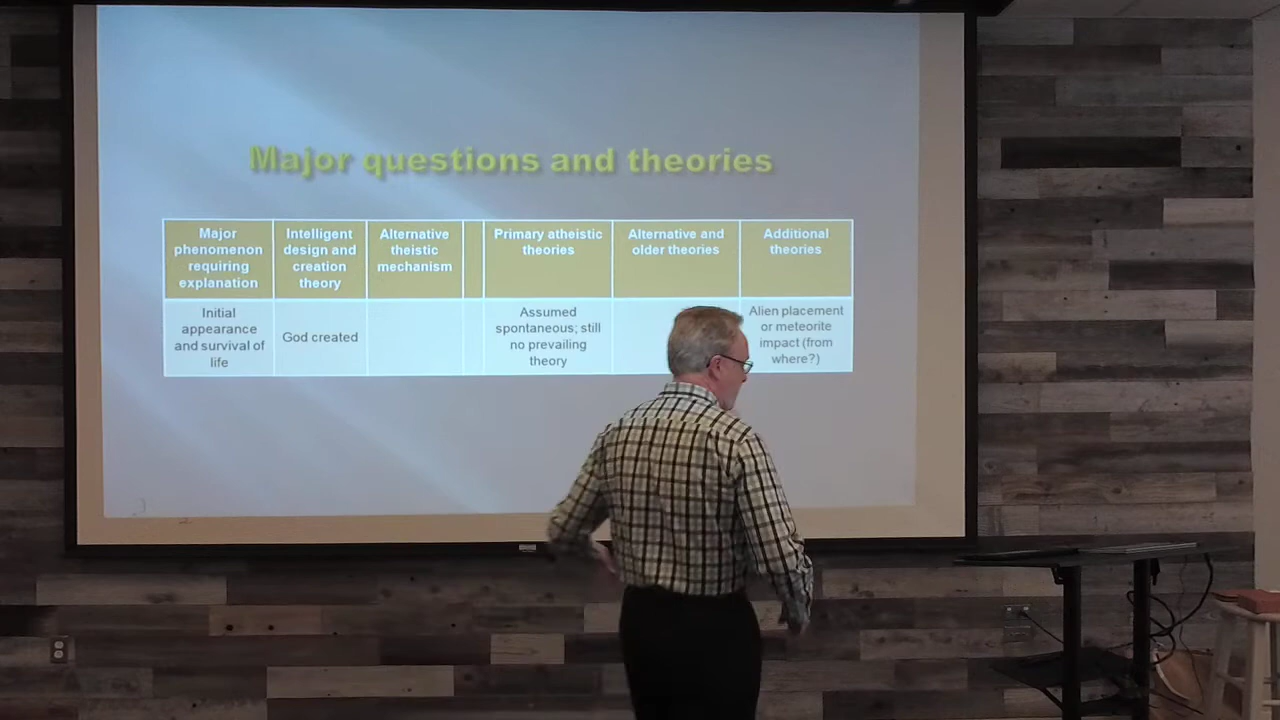 Major questions and theories
Major
phenomenon
requiring
explanation
Intelligent
design and
creation
theory
Alternative
theistic
mechanism
Primary atheistic
theories
Alternative and
older theories
Additional
theories
Initial
appearance
and survival of
life
God created
Assumed
spontaneous; still
no prevailing
theory
Alien placement
or meteorite
impact (from
where?)